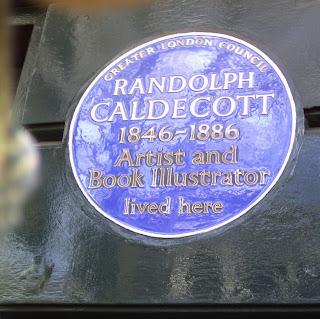 GREATER LONDON COUNCIL
RANDOLPH
CALDECOTT
1846~1886
Artist and
Book Illustrator
lived here